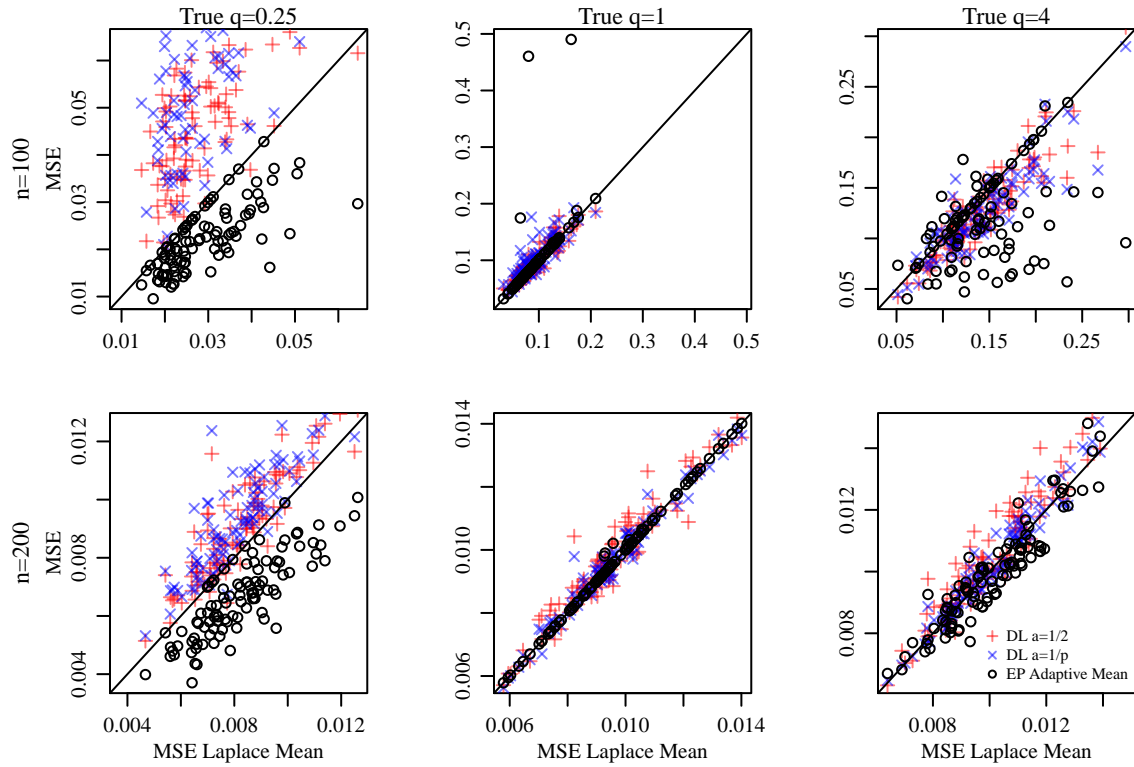 True q=0.25
True q=1
True q=4
n=100
MSE
0.01 0.03 0.05
0.01 0.03 0.05
0.1 0.2 0.3 0.4 0.5
0.1 0.2 0.3 0.4 0.5
0.05 0.15 0.25
0.05 0.15 0.25
n=200
MSE
0.004 0.008 0.012
0.004 0.008 0.012
MSE Laplace Mean
0.006 0.010 0.014
0.006 0.010 0.014
MSE Laplace Mean
0.008 0.012
0.008 0.012
MSE Laplace Mean
DL a=1/2
DL a=1/p
EP Adaptive Mean